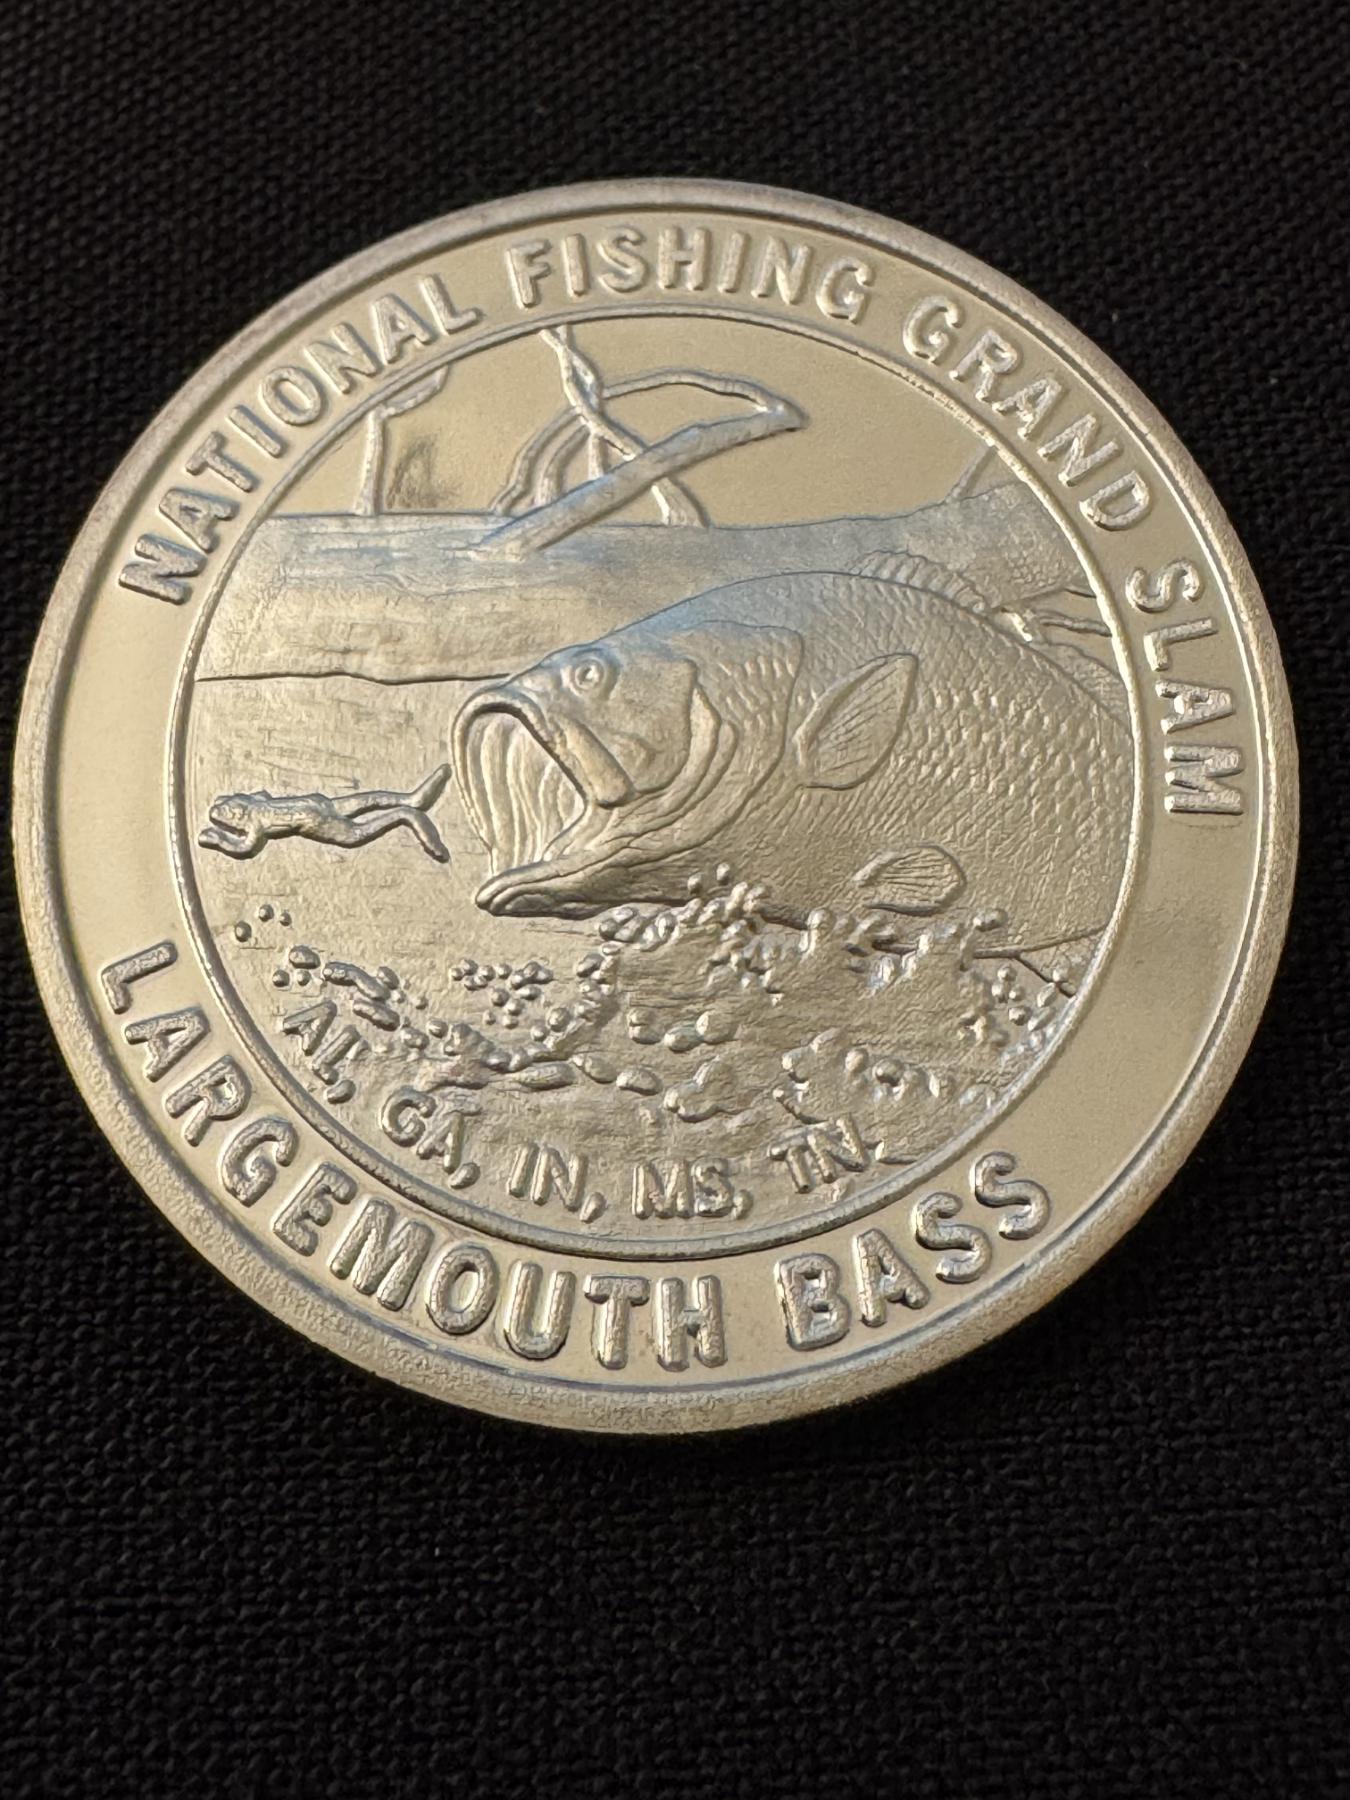 NATIONAL FISHING GRAND SLAM
AL, GA, IN, MS, TN.
LARGEMOUTH BASS